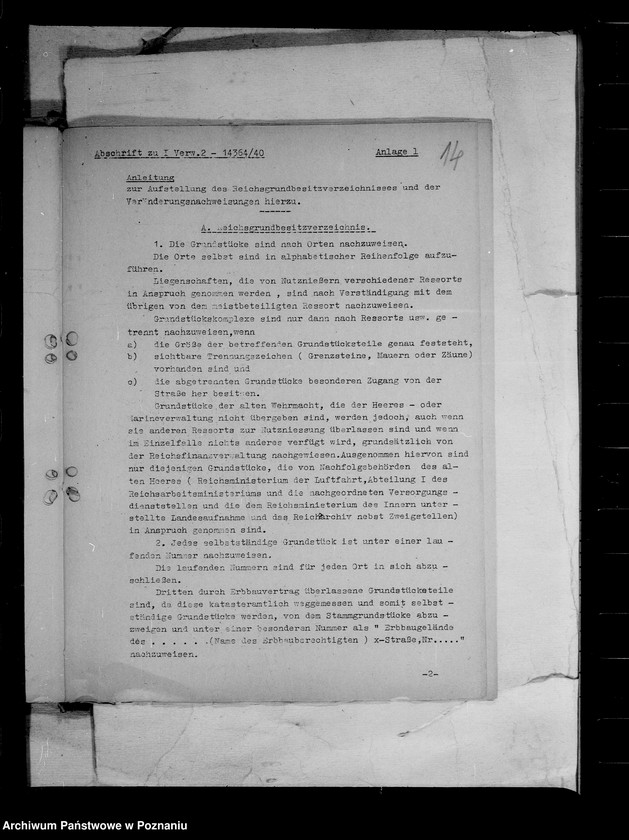 Abschrift zu I Verw.2 - 14364/40 Anlage 1 14
Anleitung
zur Aufstellung des Reichsgrundbesitzverzeichnisses und der
Veränderungsnachweisungen hierzu.
A. Reichsgrundbesitzverzeichnis.
1. Die Grundstücke sind nach Orten nachzuweisen.
Die Orte selbst sind in alphabetischer Reihenfolge aufzu-
führen.
Liegenschaften, die von Nutznießern verschiedener Ressorts
in Anspruch genommen werden , sind nach Verständigung mit dem
übrigen von dem meistbeteiligten Ressort nachzuweisen.
Grundstückskomplexe sind nur dann nach Ressorts usw. ge -
trennt nachzuweisen,wenn
a) die Größe der betreffenden Grundstücksteile genau feststeht,
b) sichtbare Trennungszeichen ( Grenzsteine, Mauern oder Zäune)
vorhanden sind und
c) die abgetrennten Grundstücke besonderen Zugang von der
Straße her besitzen.
Grundstücke der alten Wehrmacht, die der Heeres - oder
Marineverwaltung nicht übergeben sind, werden jedoch, auch wenn
sie anderen Ressorts zur Nutzniessung überlassen sind und wenn
im Einzelfalle nichts anderes verfügt wird, grundsätzlich von
der Reichsfinanzverwaltung nachgewiesen.Ausgenommen hiervon sind
nur diejenigen Grundstücke, die von Nachfolgebehörden des al-
ten Heeres ( Reichsministerium der Luftfahrt,Abteilung I des
Reichsarbeitsministeriums und die nachgeordneten Versorgungs -
dienststellen und die dem Reichsministerium des Innern unter -
stellte Landesaufnahme und das Reichsarchiv nebst Zweigstellen)
in Anspruch genommen sind.
2. Jedes selbstständige Grundstück ist unter einer lau -
fenden Nummer nachzuweisen.
Die laufenden Nummern sind für jeden Ort in sich abzu -
schließen.
Dritten durch Erbbauvertrag überlassene Grundstücksteile
sind, da diese katasteramtlich weggemessen und somit selbst -
ständige Grundstücke werden, von dem Stammgrundstücke abzu -
zweigen und unter einer besonderen Nummer als " Erbbaugelände
des . . . . . .(Name des Erbbauberechtigten ) x-Straße,Nr....."
nachzuweisen.
-2-
Archiwum Państwowe w Poznaniu